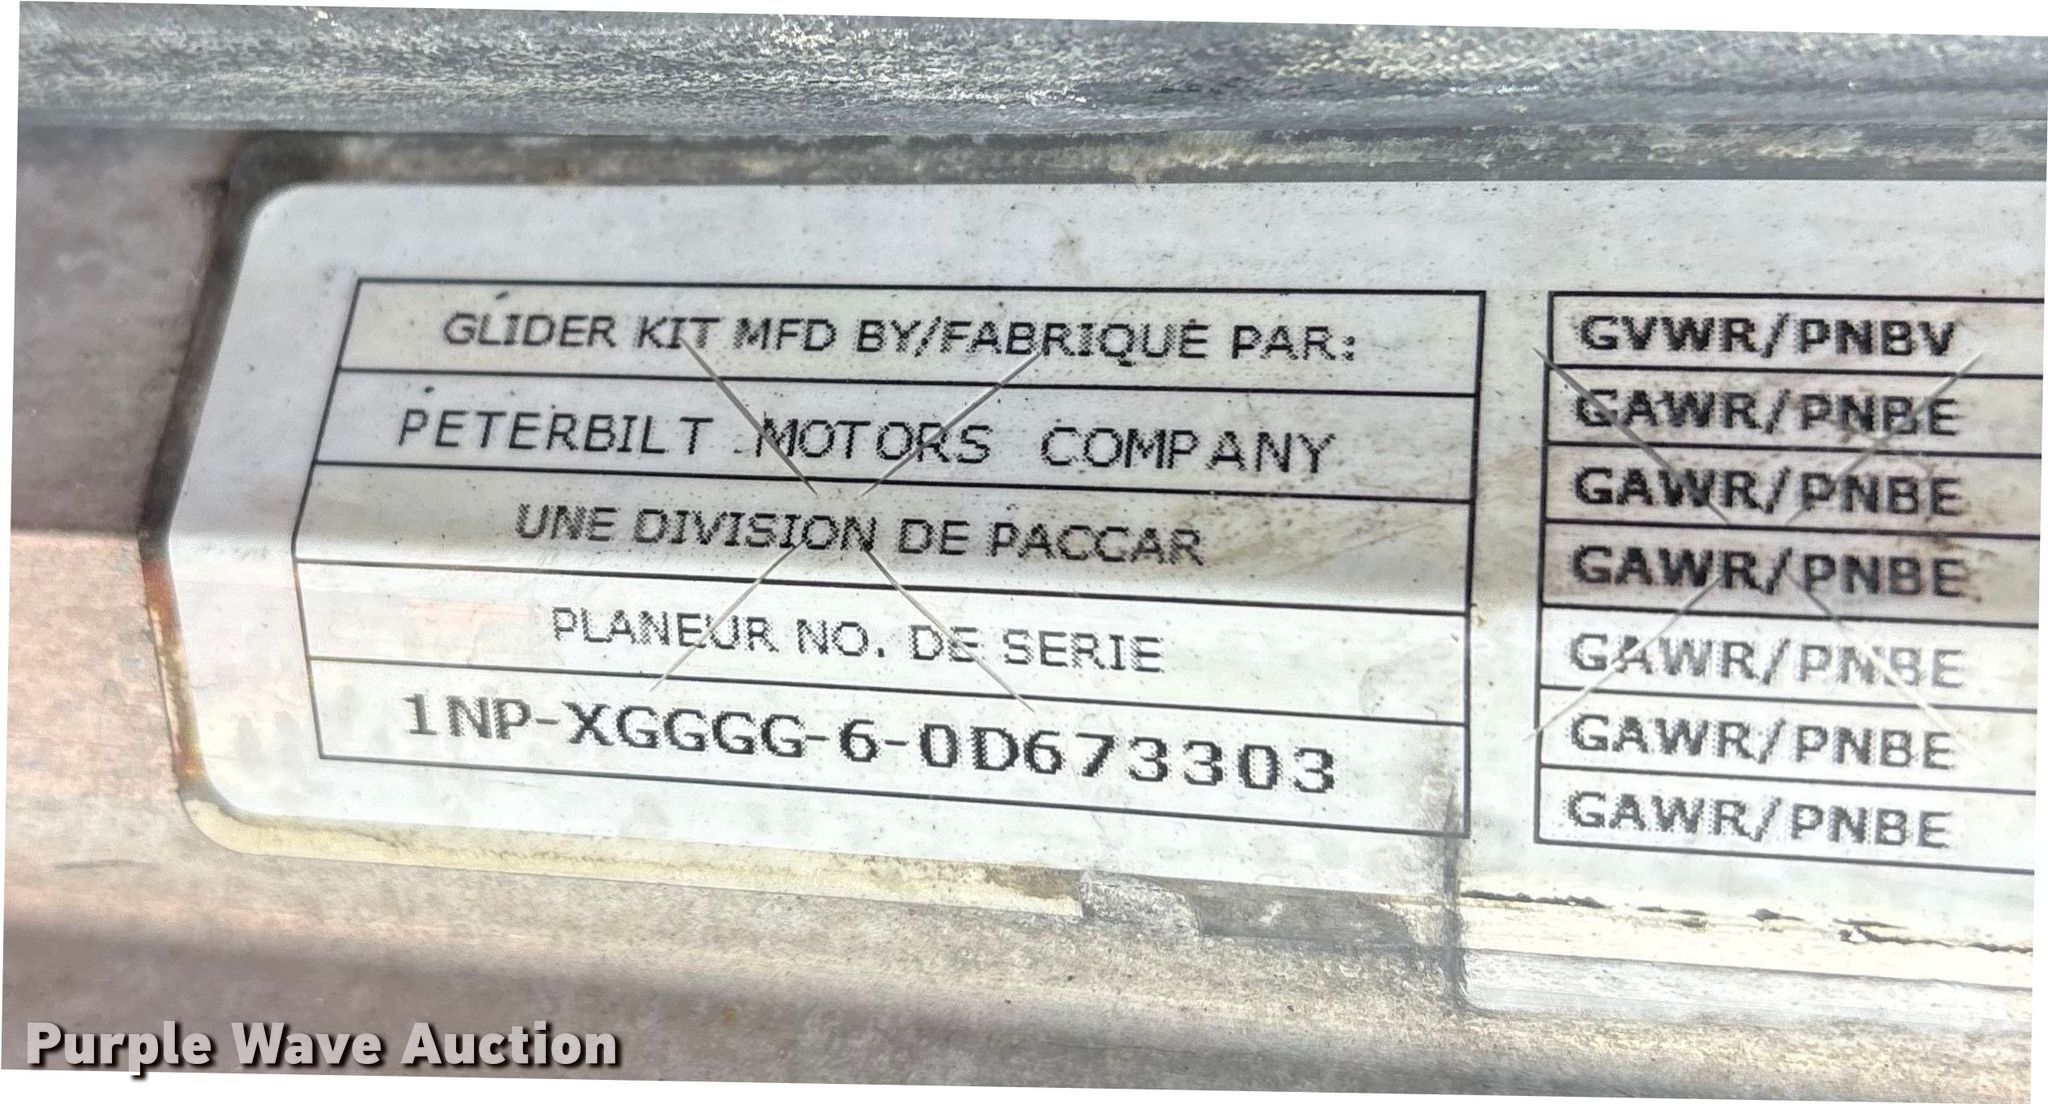 GLIDER KIT MFD BY/FABRIQUE PAR:
PETERBILT MOTORS COMPANY
UNE DIVISION DE PACCAR
PLANEUR NO. DE SERIE
1NP-XGGGG-6-0D673303
GVWR/PNBV
GAWR/PNBE
GAWR/PNBE
GAWR/PNBE
GAWR/PNBE
GAWR/PNBE
GAWR/PNBE
Purple Wave Auction